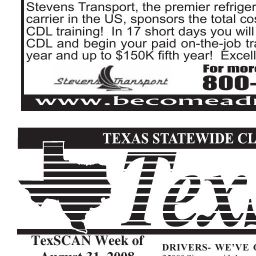 Stevens Transport, the premier refriger
carrier in the US, sponsors the total cos
CDL training! In 17 short days you will
CDL and begin your paid on-the-job tra
year and up to $150K fifth year! Excell
Stevens Transport
For more
800-
www.becomeadr
TEXAS STATEWIDE CL
Tex
TexSCAN Week of
August 31, 2008
DRIVERS- WE'VE